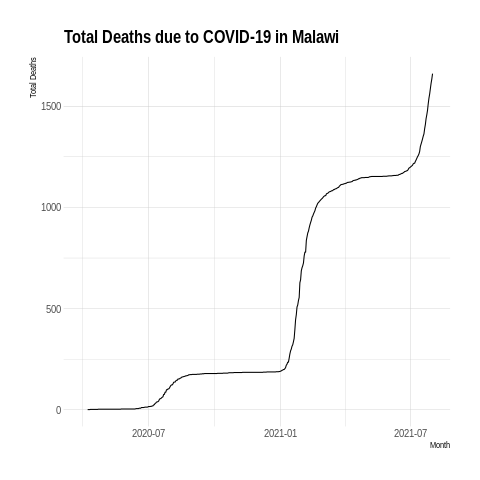 Total Deaths due to COVID-19 in Malawi
Total Deaths
1500
1000
500
0
2020-07
2021-01
2021-07
Month